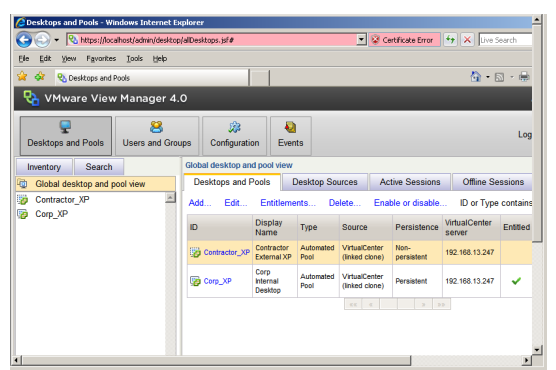 Desktops and Pools - Windows Internet Explorer
https://localhost/admin/desktop/allDesktops.jsf#
Certificate Error
Live Search
File Edit View Favorites Tools Help
Desktops and Pools
VMware View Manager 4.0
Desktops and Pools
Users and Groups
Configuration
Events
Log
Inventory
Search
Global desktop and pool view
Contractor_XP
Corp_XP
Global desktop and pool view
Desktops and Pools
Desktop Sources
Active Sessions
Offline Sessions
Add... Edit... Entitlements... Delete... Enable or disable... ID or Type contains
ID Display Name Type Source Persistence VirtualCenter server Entitled
Contractor_XP Contractor External XP Automated Pool VirtualCenter (linked clone) Non-persistent 192.168.13.247
Corp_XP Corp Internal Desktop Automated Pool VirtualCenter (linked clone) Persistent 192.168.13.247